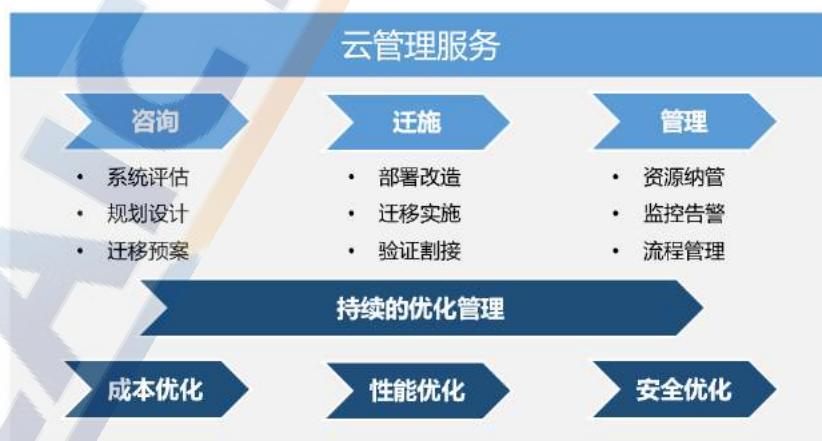 云管理服务
咨询
迁施
管理
• 系统评估
• 规划设计
• 迁移预案
• 部署改造
• 迁移实施
• 验证割接
• 资源纳管
• 监控告警
• 流程管理
持续的优化管理
成本优化
性能优化
安全优化